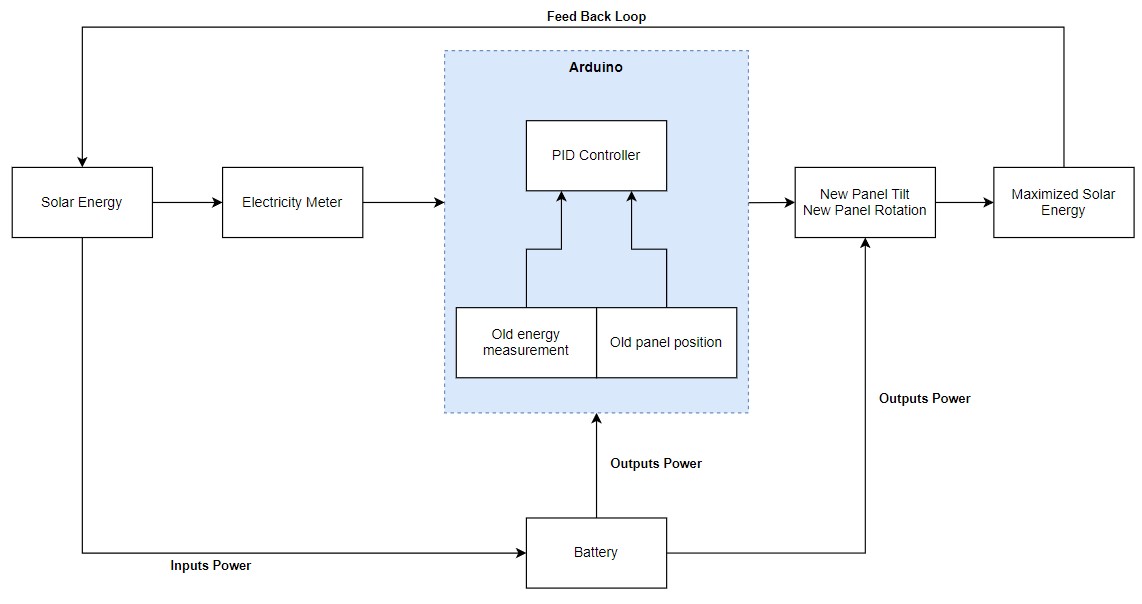 Feed Back Loop
Arduino
PID Controller
Solar Energy
Electricity Meter
New Panel Tilt
New Panel Rotation
Maximized Solar
Energy
Old energy
measurement
Old panel position
Outputs Power
Outputs Power
Battery
Inputs Power